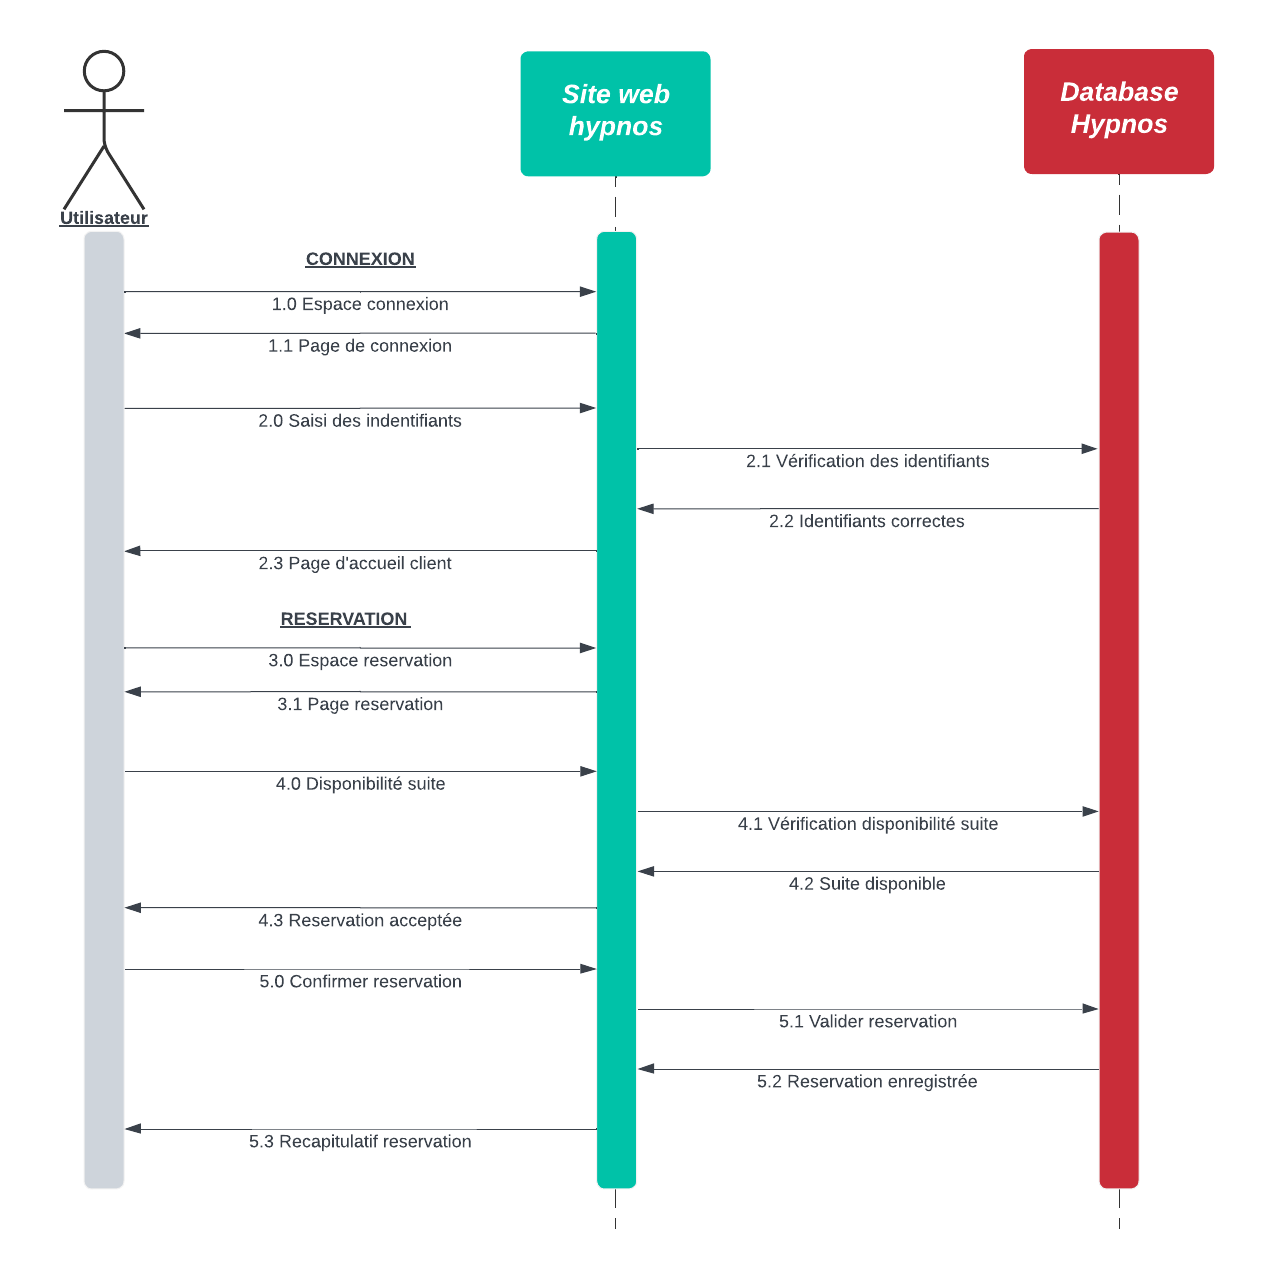 Site web
hypnos
Database
Hypnos
Utilisateur
CONNEXION
1.0 Espace connexion
1.1 Page de connexion
2.0 Saisi des indentifiants
2.1 Vérification des identifiants
2.2 Identifiants correctes
2.3 Page d'accueil client
RESERVATION
3.0 Espace reservation
3.1 Page reservation
4.0 Disponibilité suite
4.1 Vérification disponibilité suite
4.2 Suite disponible
4.3 Reservation acceptée
5.0 Confirmer reservation
5.1 Valider reservation
5.2 Reservation enregistrée
5.3 Recapitulatif reservation